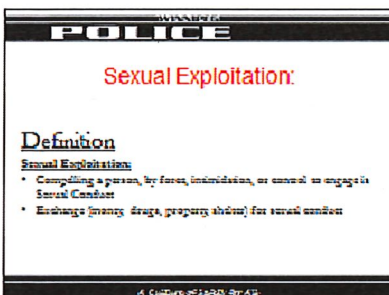 POLICE
Sexual Exploitation:
Definition
Sexual Exploitation:
• Compelling a person, by force, intimidation, or control to engage in
Sexual Conduct
• Exchange (money, drugs, property, shelter) for sexual conduct